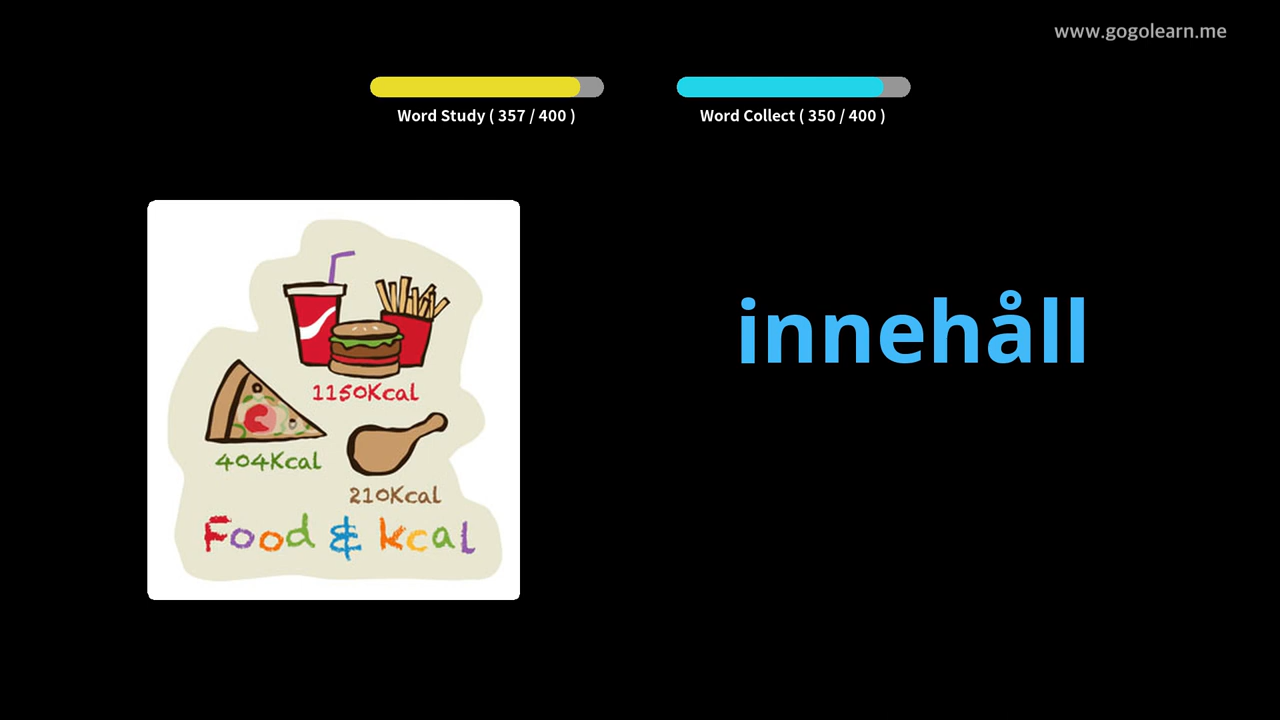 www.gogolearn.me
Word Study ( 357 / 400 )
Word Collect ( 350 / 400 )
innehåll
1150Kcal
404Kcal
210Kcal
Food & kcal